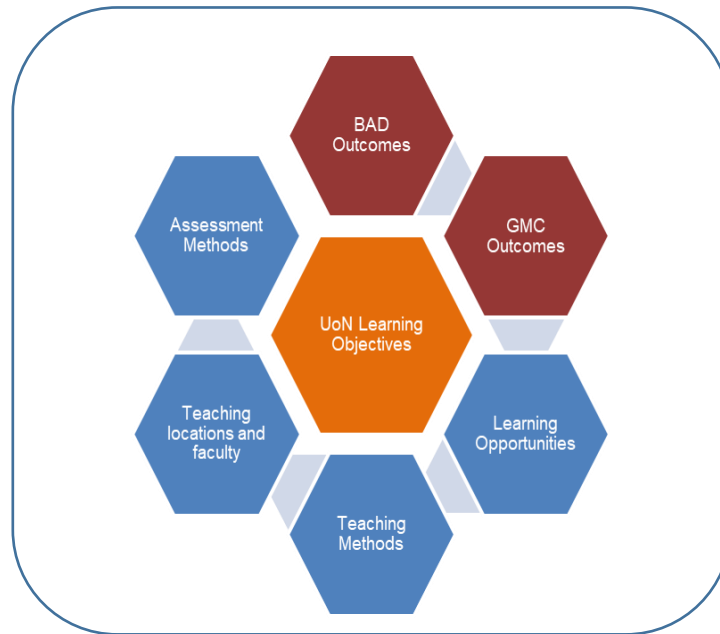 BAD
Outcomes
GMC
Outcomes
Assessment
Methods
UoN Learning
Objectives
Teaching
locations and
faculty
Learning
Opportunities
Teaching
Methods